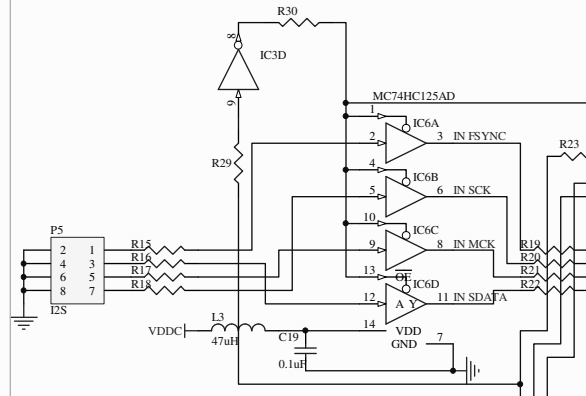 R30
8
IC3D
MC74HC125AD
9
1
IC6A
2
3 IN FSYNC
R23
R29
4
IC6B
5
6 IN SCK
10
IC6C
P5
9
8 IN MCK
2 1 R15
R19
4 3 R16
R20
6 5 R17
13 OE
R21
8 7 R18
IC6D
R22
12 A Y 11 IN SDATA
I2S
L3
14
VDDC
VDD
47uH
C19
GND 7
0.1uF